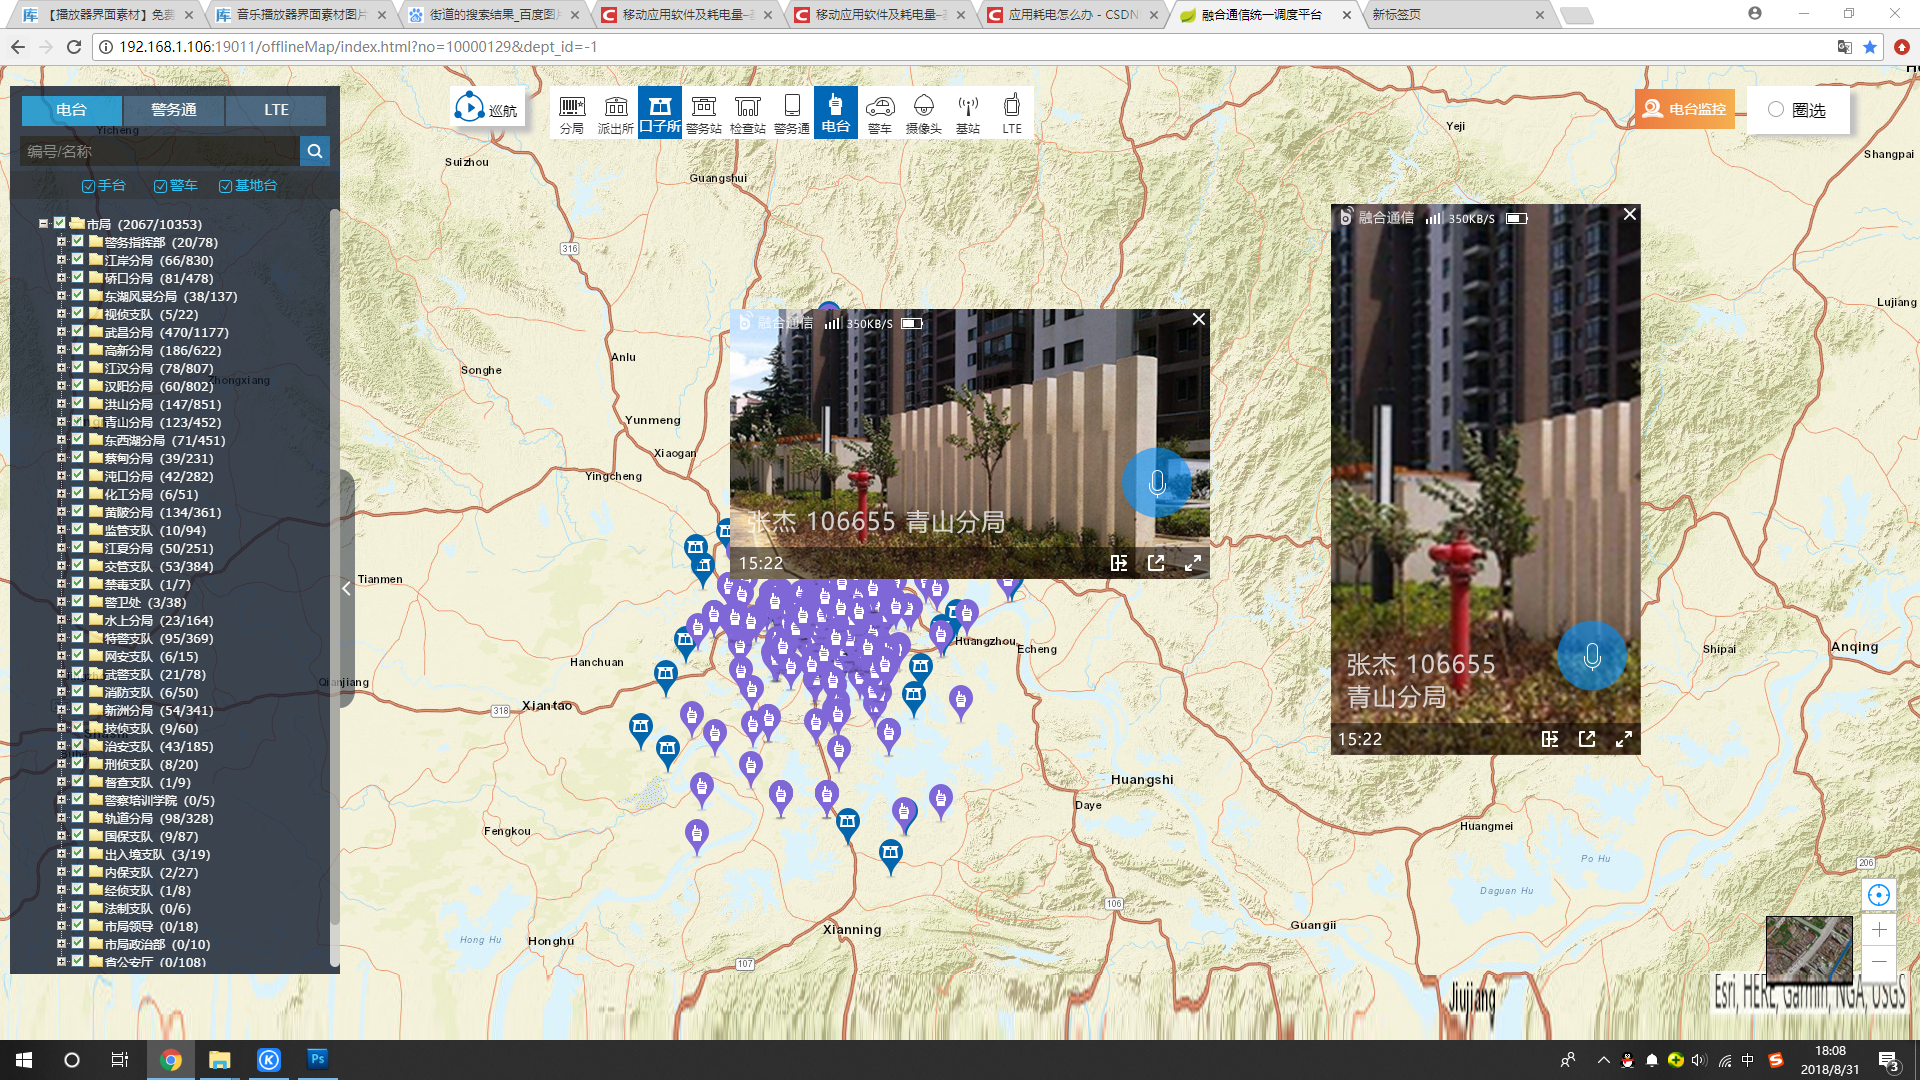 【播放器界面素材】免
音乐播放器界面素材图片
街道的搜索结果_百度图
移动应用软件及耗电量-
移动应用软件及耗电量-
应用耗电怎么办 - CSDN
融合通信统一调度平台
新标签页
192.168.1.106:19011/offlineMap/index.html?no=10000129&dept_id=-1
电台 警务通 LTE
编号/名称
手台 警车 基地台
市局 (2067/10353)
警务指挥部 (20/78)
江岸分局 (66/830)
硚口分局 (81/478)
东湖风景分局 (38/137)
视侦支队 (5/22)
武昌分局 (470/1177)
高新分局 (186/622)
江汉分局 (78/807)
汉阳分局 (60/802)
洪山分局 (147/851)
青山分局 (123/452)
东西湖分局 (71/451)
蔡甸分局 (39/231)
沌口分局 (42/282)
化工分局 (6/51)
黄陂分局 (134/361)
监管支队 (10/94)
江夏分局 (50/251)
交管支队 (53/384)
禁毒支队 (1/7)
警卫处 (3/38)
水上分局 (23/164)
特警支队 (95/369)
网安支队 (6/15)
武警支队 (21/78)
消防支队 (6/50)
新洲分局 (54/341)
技侦支队 (9/60)
治安支队 (43/185)
刑侦支队 (8/20)
督查支队 (1/9)
警察培训学院 (0/5)
轨道分局 (98/328)
国保支队 (9/87)
出入境支队 (3/19)
内保支队 (2/27)
经侦支队 (1/8)
法制支队 (0/6)
市局领导 (0/18)
市局政治部 (0/10)
省公安厅 (0/108)
巡航
分局 派出所 口子所 警务站 检查站 警务通 电台 警车 摄像头 基站 LTE
电台监控
圈选
Yicheng
Suizhou
Guangshui
Yeji
Shangpai
316
Lujiang
Anlu
Songhe
Zhongxiang
Yunmeng
Xiaogan
Yingcheng
Tianmen
Hanchuan
Qianjiang
Xiantao
318
Huangzhou
Echeng
Shipai
Anqing
Huangshi
Daye
Huangmei
Fengkou
Po Hu
206
Daguan Hu
106
Guangji
Xianning
Hong Hu
Honghu
107
Jiujiang
Esri, HERE, Garmin, NGA, USGS
融合通信 350KB/S
张杰 106655 青山分局
15:22
融合通信 350KB/S
张杰 106655
青山分局
15:22
Ps
中
18:08
2018/8/31
3